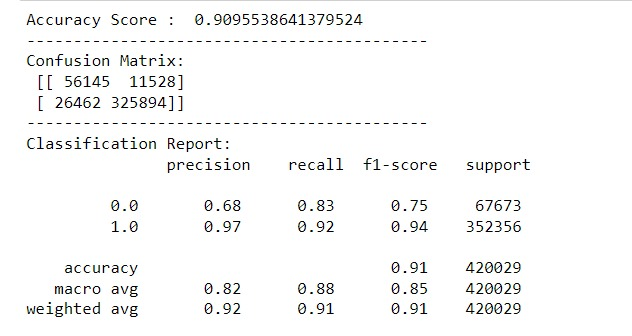 Accuracy Score :  0.9095538641379524
-------------------------------------------
Confusion Matrix:
 [[ 56145  11528]
 [ 26462 325894]]
-------------------------------------------
Classification Report:
               precision    recall  f1-score   support

         0.0       0.68      0.83      0.75     67673
         1.0       0.97      0.92      0.94    352356

    accuracy                           0.91    420029
   macro avg       0.82      0.88      0.85    420029
weighted avg       0.92      0.91      0.91    420029